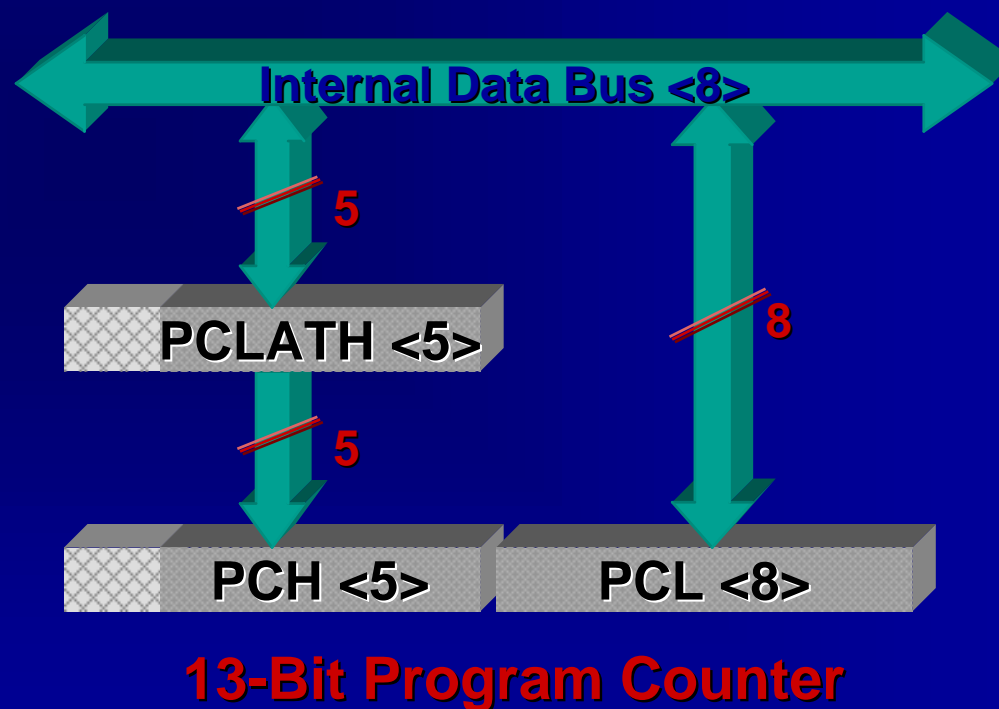 Internal Data Bus <8>
5
8
PCLATH <5>
5
PCH <5>
PCL <8>
13-Bit Program Counter